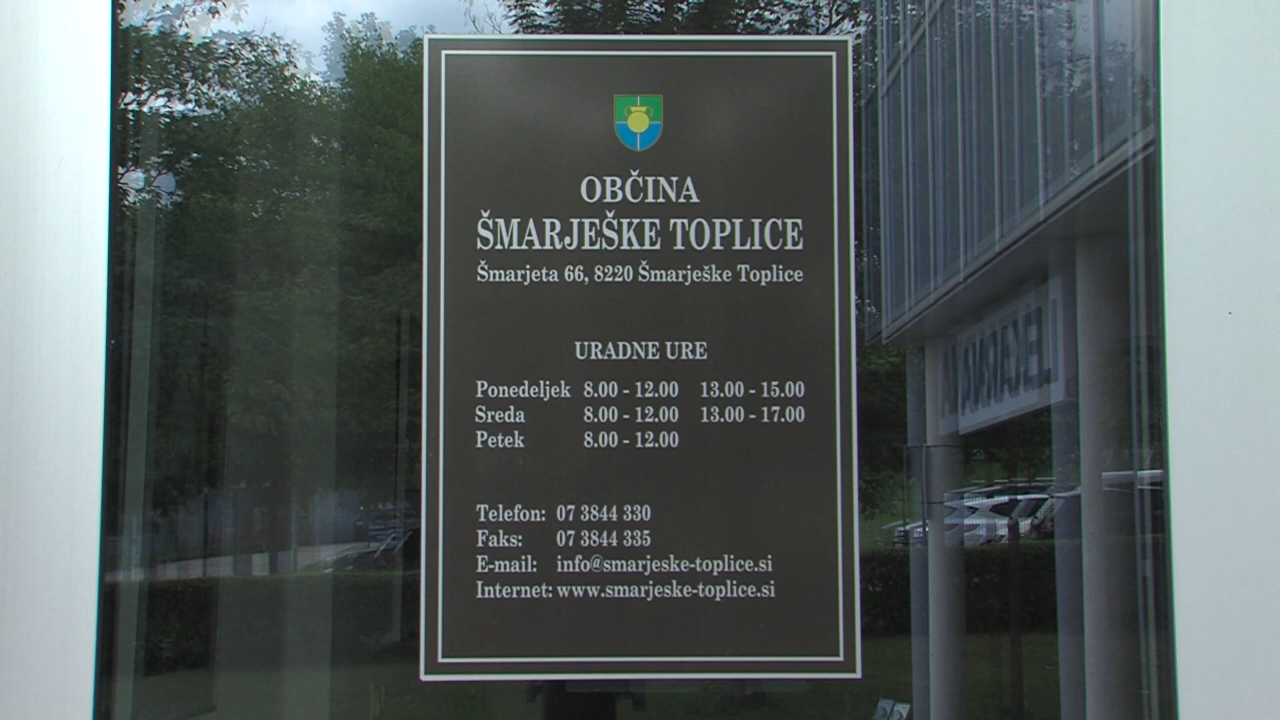 OBČINA
ŠMARJEŠKE TOPLICE
Šmarjeta 66, 8220 Šmarješke Toplice
URADNE URE
Ponedeljek 8.00 - 12.00 13.00 - 15.00
Sreda 8.00 - 12.00 13.00 - 17.00
Petek 8.00 - 12.00
Telefon: 07 3844 330
Faks: 07 3844 335
E-mail: info@smarjeske-toplice.si
Internet: www.smarjeske-toplice.si